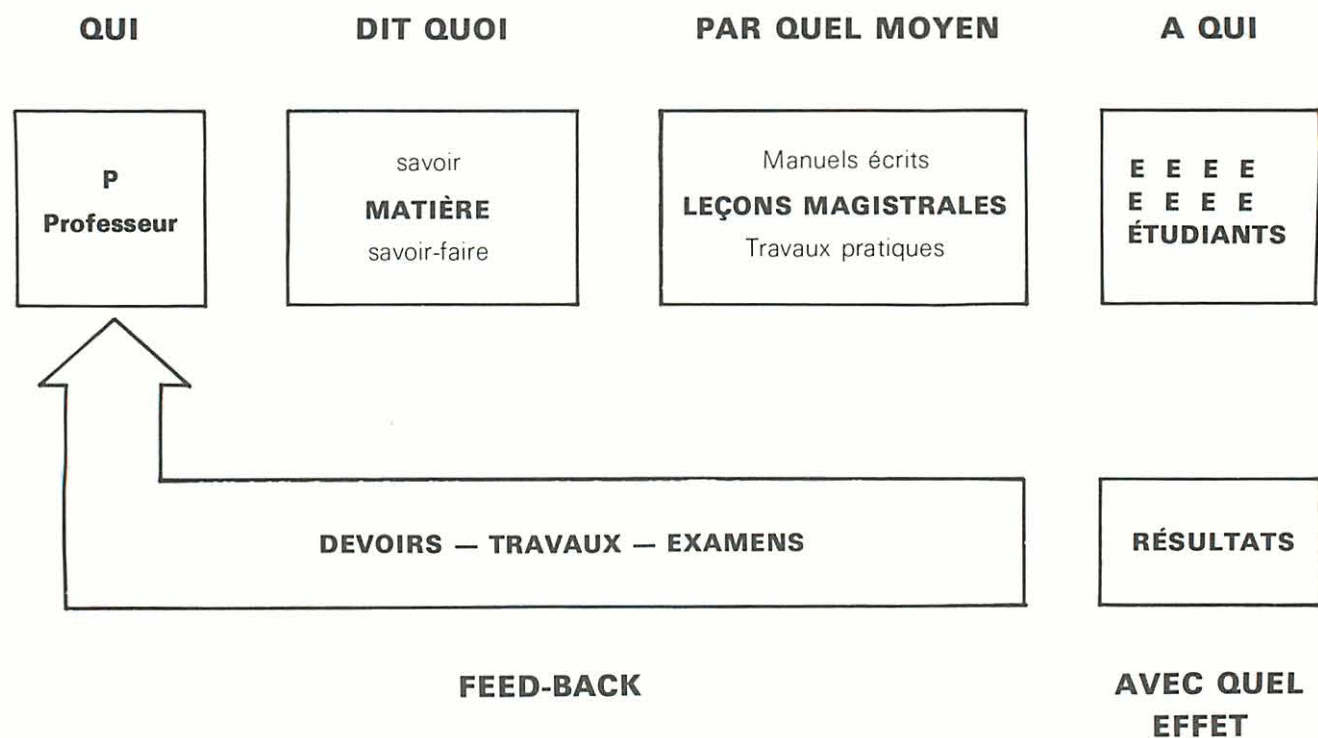 QUI
DIT QUOI
PAR QUEL MOYEN
A QUI
P
Professeur
savoir
MATIÈRE
savoir-faire
Manuels écrits
LEÇONS MAGISTRALES
Travaux pratiques
E E E E
E E E E
ÉTUDIANTS
DEVOIRS — TRAVAUX — EXAMENS
RÉSULTATS
FEED-BACK
AVEC QUEL
EFFET